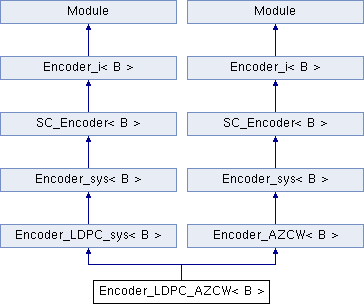 Module
Module
Encoder_i< B >
Encoder_i< B >
SC_Encoder< B >
SC_Encoder< B >
Encoder_sys< B >
Encoder_sys< B >
Encoder_LDPC_sys< B >
Encoder_AZCW< B >
Encoder_LDPC_AZCW< B >